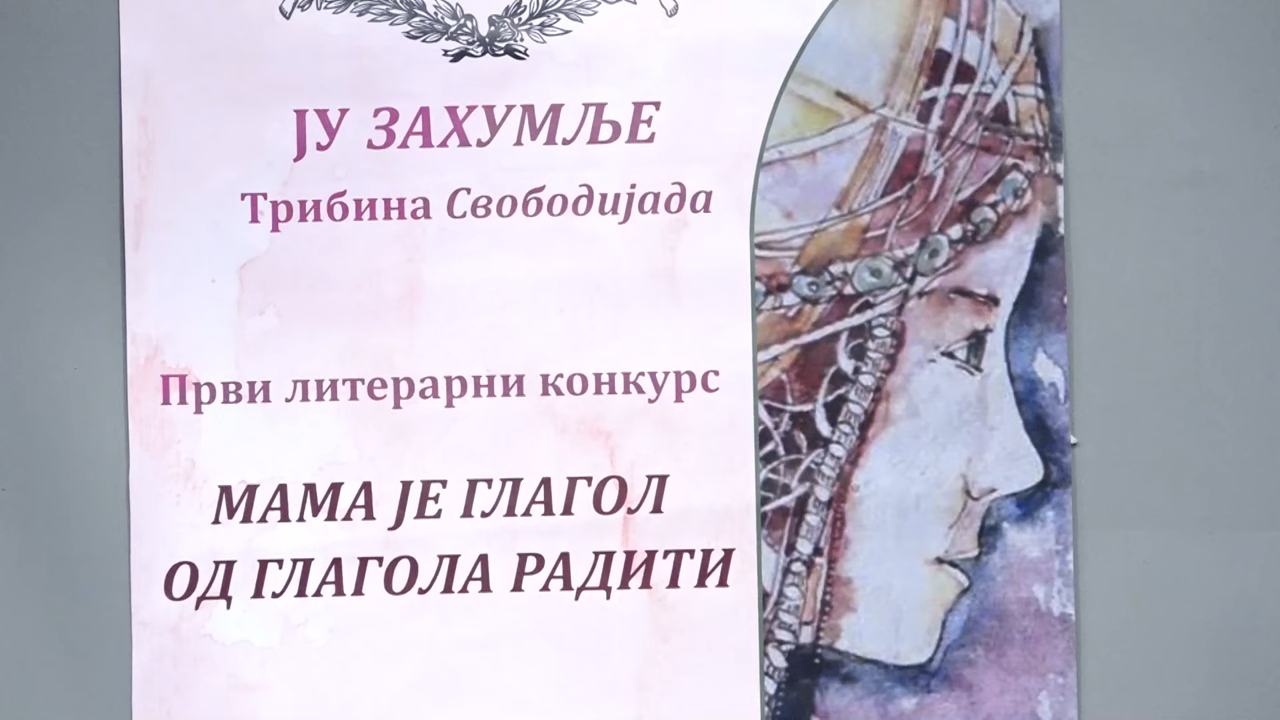 ЈУ ЗАХУМЉЕ
Трибина Свободијада
Први литерарни конкурс
МАМА ЈЕ ГЛАГОЛ
ОД ГЛАГОЛА РАДИТИ